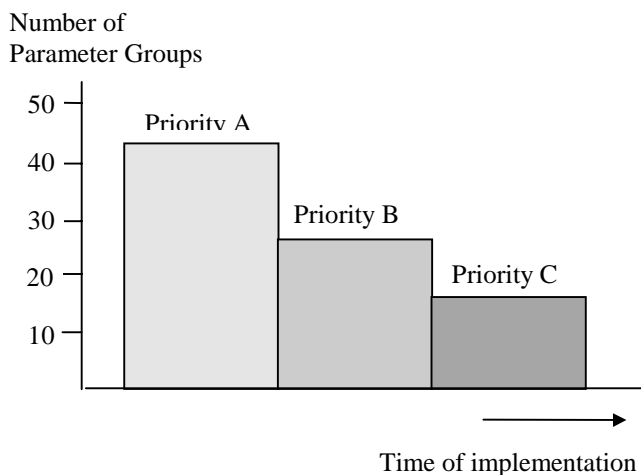 Number of
Parameter Groups
50
Priority A
40
30
Priority B
Priority C
20
10
Time of implementation